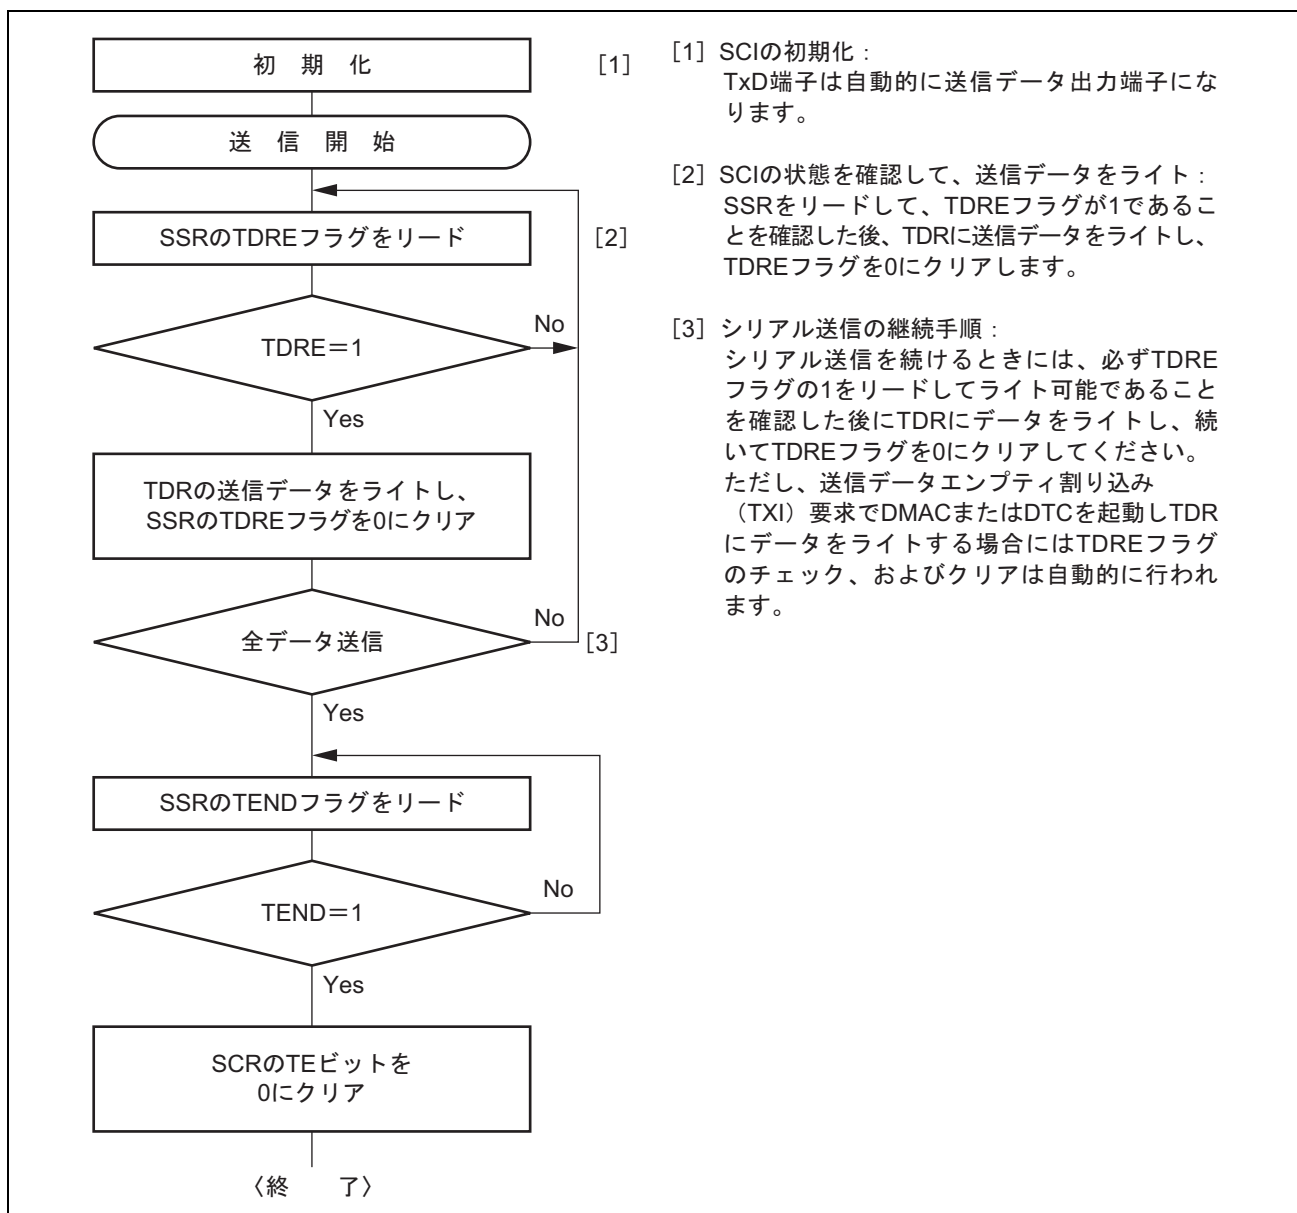 初 期 化
[1]
送 信 開 始
SSRのTDREフラグをリード
[2]
TDRE＝1
No
Yes
TDRの送信データをライトし、
SSRのTDREフラグを0にクリア
全データ送信
No
[3]
Yes
SSRのTENDフラグをリード
TEND＝1
No
Yes
SCRのTEビットを
0にクリア
〈終 了〉
[1] SCIの初期化：
TxD端子は自動的に送信データ出力端子にな
ります。
[2] SCIの状態を確認して、送信データをライト：
SSRをリードして、TDREフラグが1であるこ
とを確認した後、TDRに送信データをライトし、
TDREフラグを0にクリアします。
[3] シリアル送信の継続手順：
シリアル送信を続けるときには、必ずTDRE
フラグの1をリードしてライト可能であること
を確認した後にTDRにデータをライトし、続
いてTDREフラグを0にクリアしてください。
ただし、送信データエンプティ割り込み
（TXI）要求でDMACまたはDTCを起動しTDR
にデータをライトする場合にはTDREフラグ
のチェック、およびクリアは自動的に行われ
ます。